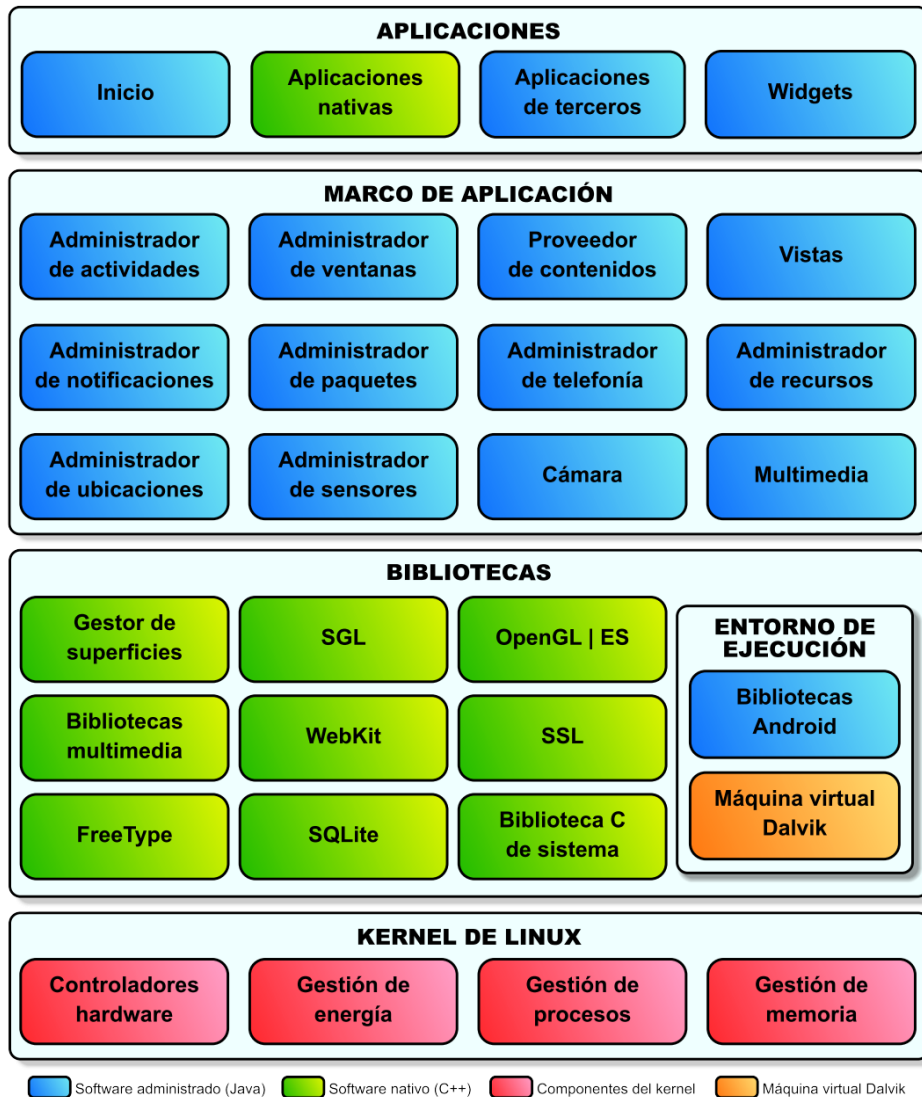 APLICACIONES
Inicio
Aplicaciones
nativas
Aplicaciones
de terceros
Widgets
MARCO DE APLICACIÓN
Administrador
de actividades
Administrador
de ventanas
Proveedor
de contenidos
Vistas
Administrador
de notificaciones
Administrador
de paquetes
Administrador
de telefonía
Administrador
de recursos
Administrador
de ubicaciones
Administrador
de sensores
Cámara
Multimedia
BIBLIOTECAS
Gestor de
superficies
SGL
OpenGL | ES
Bibliotecas
multimedia
WebKit
SSL
FreeType
SQLite
Biblioteca C
de sistema
ENTORNO DE
EJECUCIÓN
Bibliotecas
Android
Máquina virtual
Dalvik
KERNEL DE LINUX
Controladores
hardware
Gestión de
energía
Gestión de
procesos
Gestión de
memoria
Software administrado (Java)
Software nativo (C++)
Componentes del kernel
Máquina virtual Dalvik